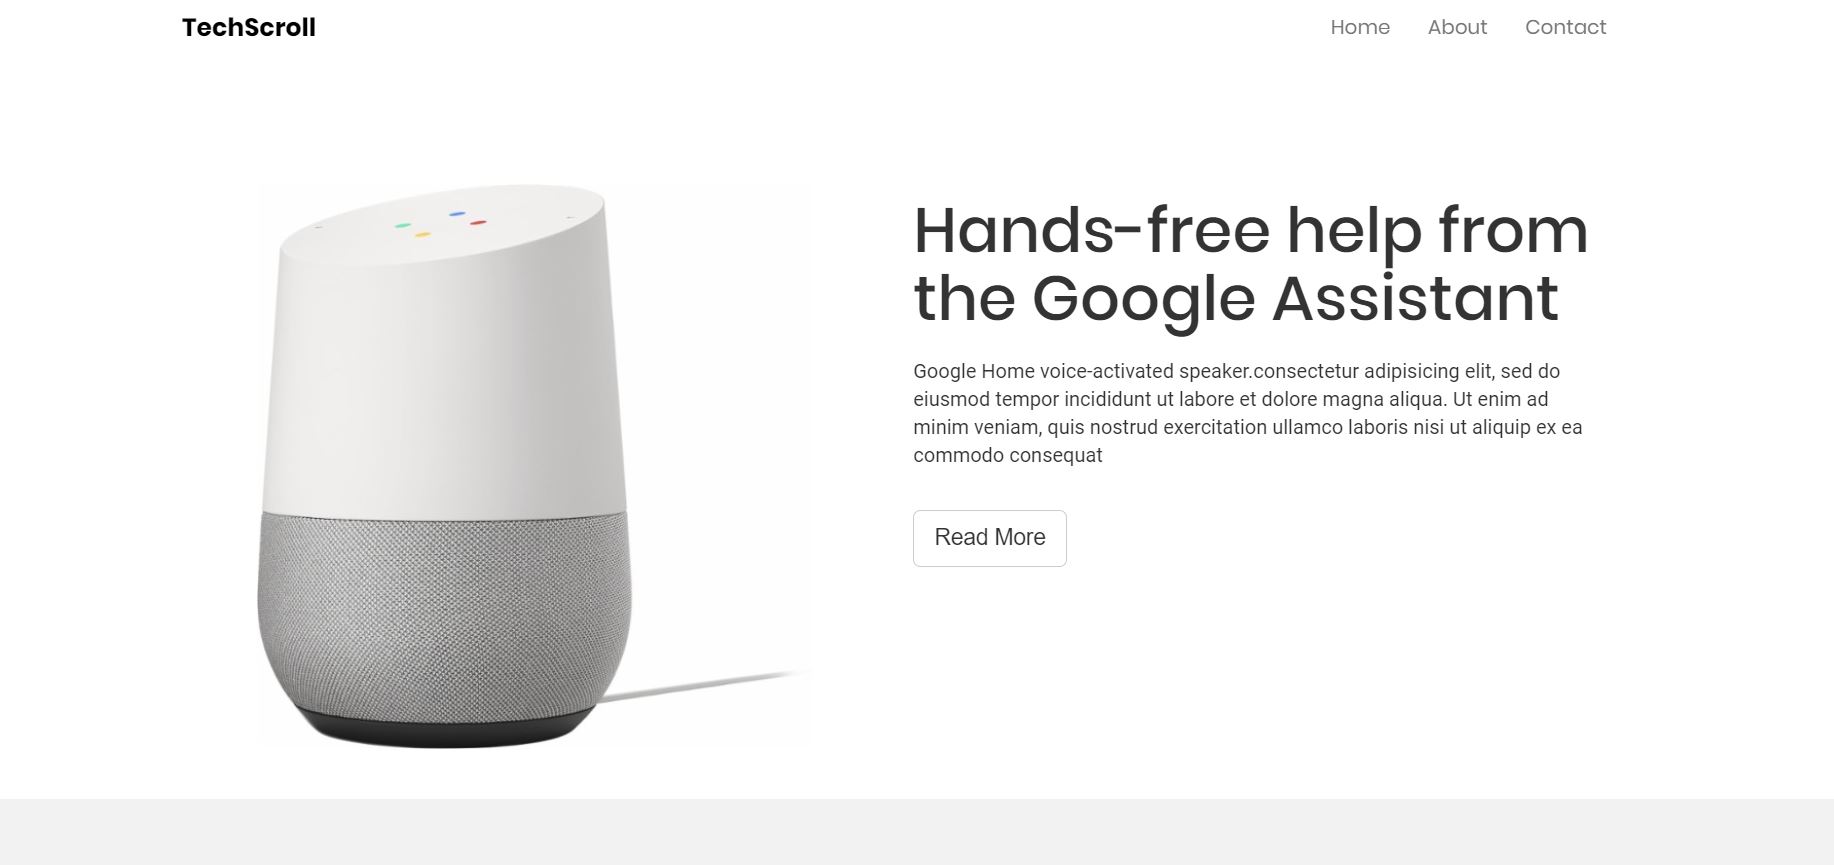 TechScroll
Home About Contact
Hands-free help from
the Google Assistant
Google Home voice-activated speaker.consectetur adipisicing elit, sed do
eiusmod tempor incididunt ut labore et dolore magna aliqua. Ut enim ad
minim veniam, quis nostrud exercitation ullamco laboris nisi ut aliquip ex ea
commodo consequat
Read More